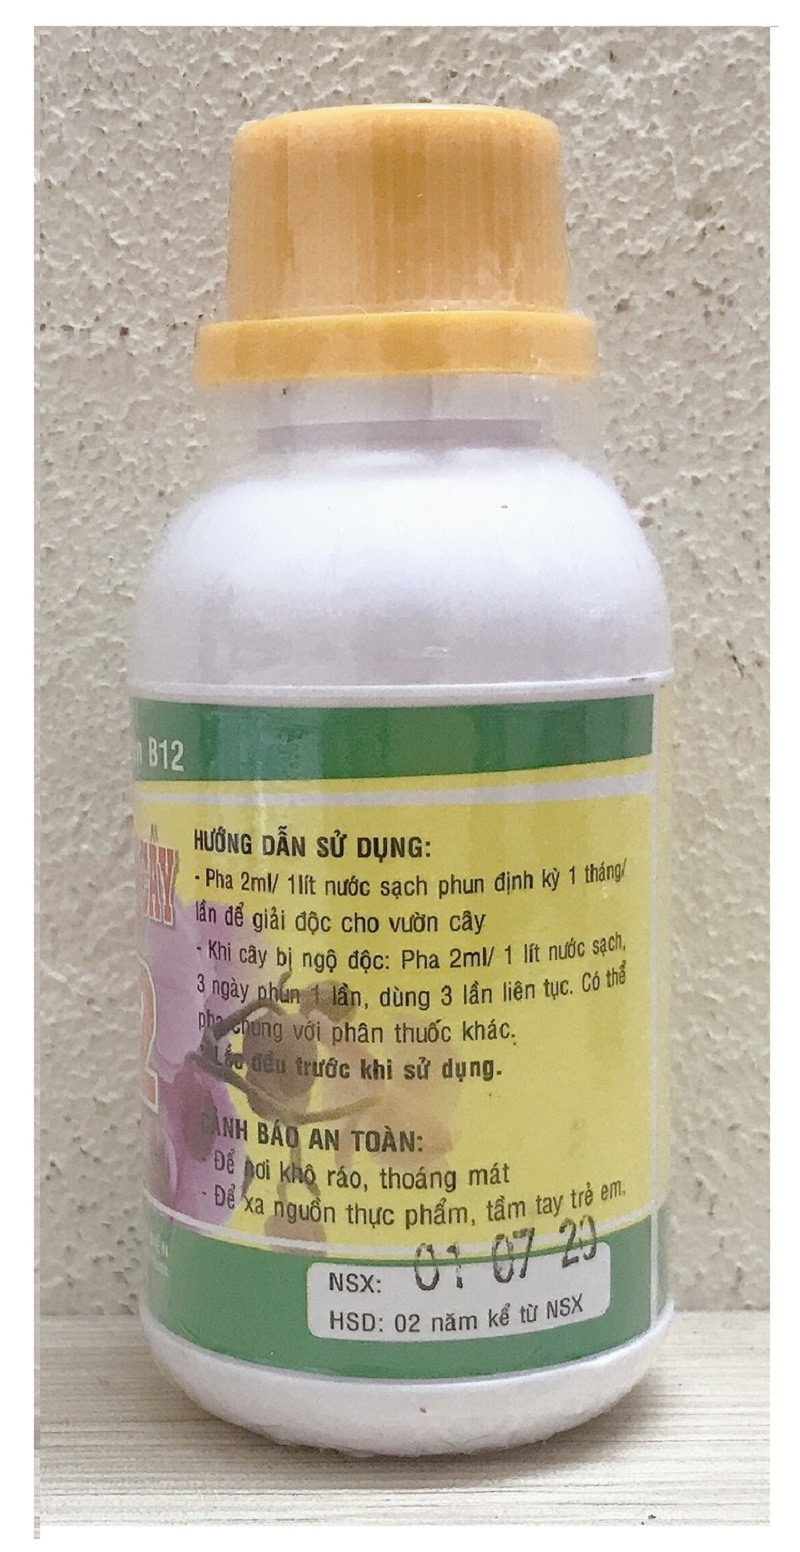 B12
CÂY
2
HƯỚNG DẪN SỬ DỤNG:
- Pha 2ml/ 1lít nước sạch phun định kỳ 1 tháng/
lần để giải độc cho vườn cây
- Khi cây bị ngộ độc: Pha 2ml/ 1 lít nước sạch,
3 ngày phun 1 lần, dùng 3 lần liên tục. Có thể
pha chung với phân thuốc khác.
- Lắc đều trước khi sử dụng.
CẢNH BÁO AN TOÀN:
- Để nơi khô ráo, thoáng mát
- Để xa nguồn thực phẩm, tầm tay trẻ em.
NSX: 01 07 20
HSD: 02 năm kể từ NSX